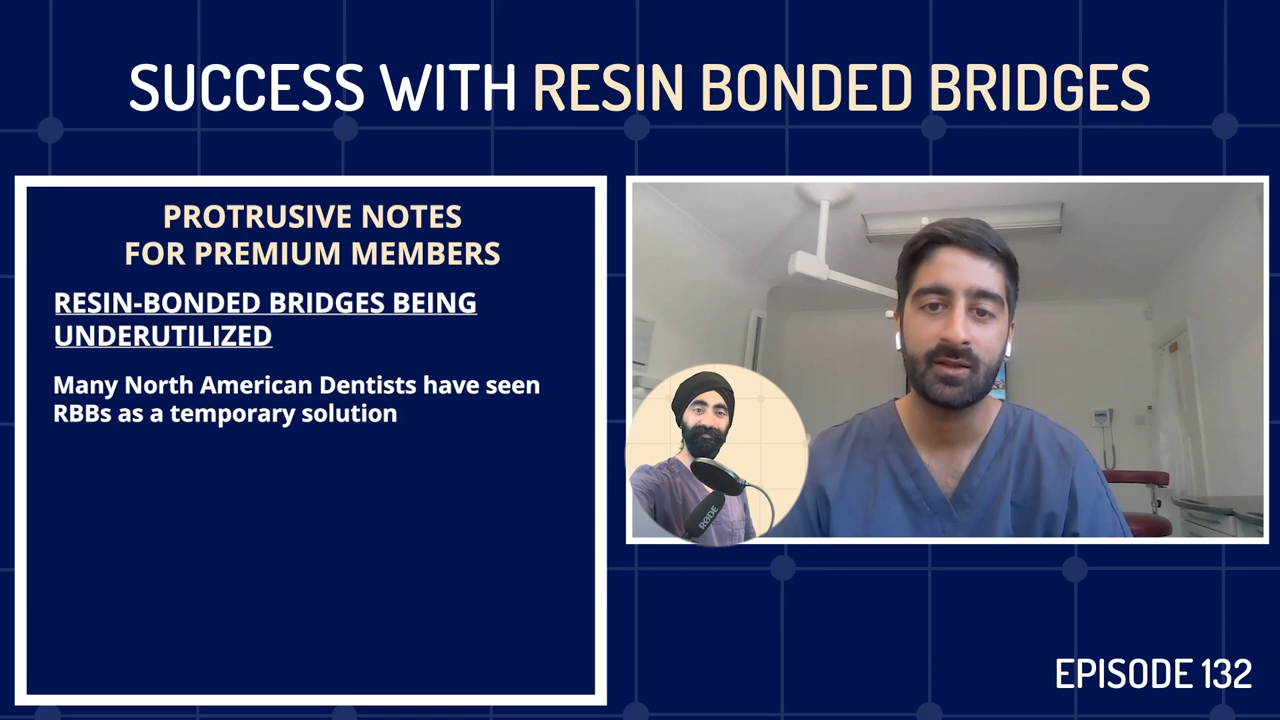 SUCCESS WITH RESIN BONDED BRIDGES
PROTRUSIVE NOTES
FOR PREMIUM MEMBERS
RESIN-BONDED BRIDGES BEING
UNDERUTILIZED
Many North American Dentists have seen
RBBs as a temporary solution
RØDE
EPISODE 132